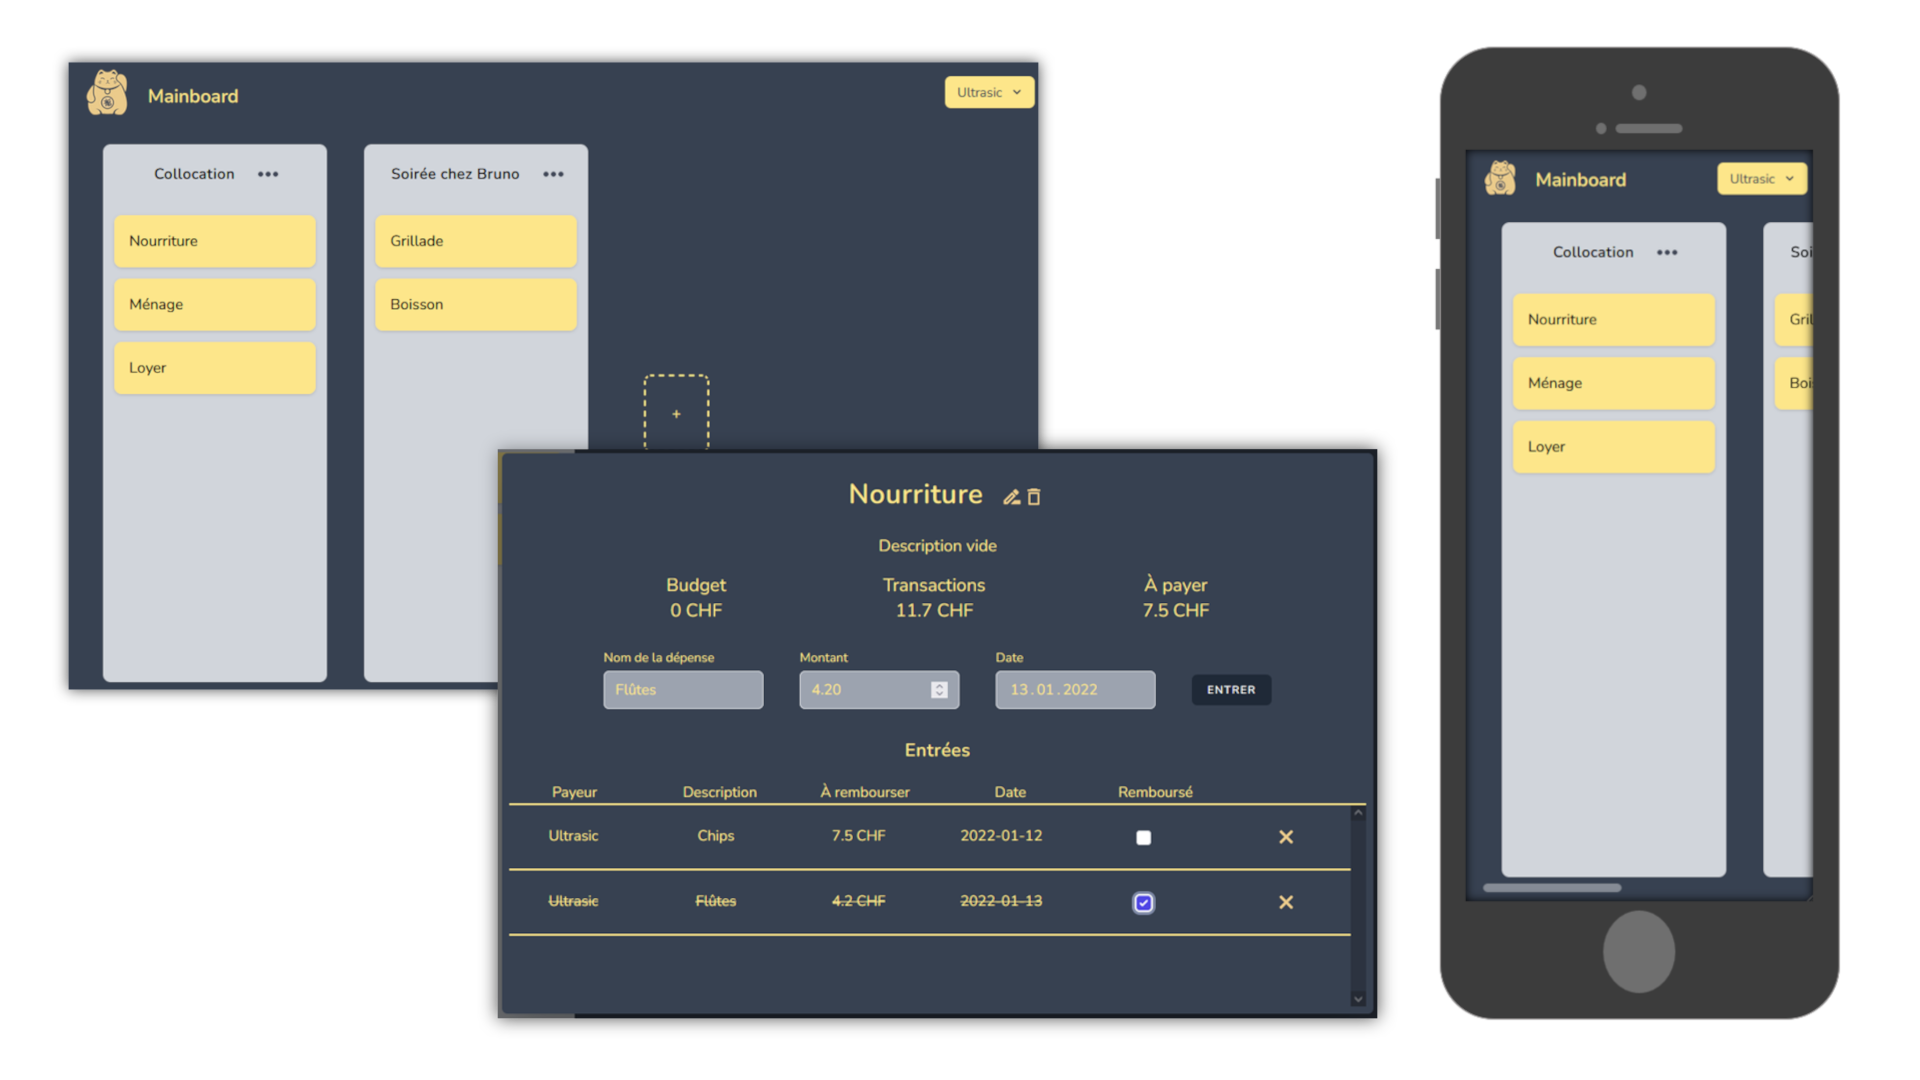 Mainboard
Ultrasic
Collocation •••
Soirée chez Bruno •••
Nourriture
Ménage
Loyer
Grillade
Boisson
+
Nourriture
Description vide
Budget
0 CHF
Transactions
11.7 CHF
À payer
7.5 CHF
Nom de la dépense
Flûtes
Montant
4.20
Date
13.01.2022
ENTRER
Entrées
Payeur Description À rembourser Date Remboursé
Ultrasic Chips 7.5 CHF 2022-01-12
Ultrasic Flûtes 4.2 CHF 2022-01-13
Mainboard
Ultrasic
Collocation •••
Soi
Nourriture
Ménage
Loyer
Gril
Boi